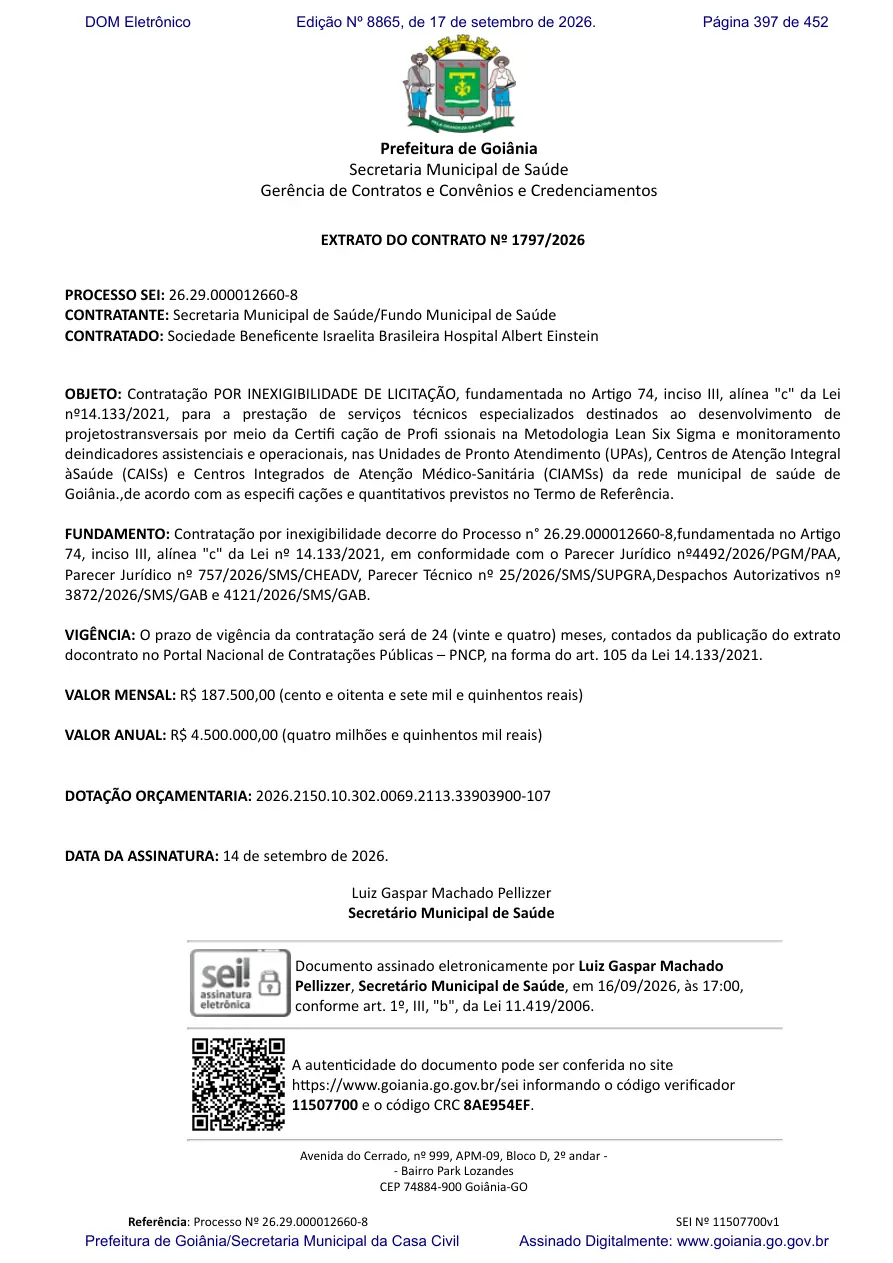 DOM Eletrônico Edição Nº 8865, de 17 de setembro de 2026. Página 397 de 452
PELA GRANDEZA DA PÁTRIA
Prefeitura de Goiânia
Secretaria Municipal de Saúde
Gerência de Contratos e Convênios e Credenciamentos
EXTRATO DO CONTRATO Nº 1797/2026
PROCESSO SEI: 26.29.000012660-8
CONTRATANTE: Secretaria Municipal de Saúde/Fundo Municipal de Saúde
CONTRATADO: Sociedade Beneficente Israelita Brasileira Hospital Albert Einstein
OBJETO: Contratação POR INEXIGIBILIDADE DE LICITAÇÃO, fundamentada no Artigo 74, inciso III, alínea "c" da Lei
nº14.133/2021, para a prestação de serviços técnicos especializados destinados ao desenvolvimento de
projetostransversais por meio da Certifi cação de Profi ssionais na Metodologia Lean Six Sigma e monitoramento
deindicadores assistenciais e operacionais, nas Unidades de Pronto Atendimento (UPAs), Centros de Atenção Integral
àSaúde (CAISs) e Centros Integrados de Atenção Médico-Sanitária (CIAMSs) da rede municipal de saúde de
Goiânia.,de acordo com as especifi cações e quantitativos previstos no Termo de Referência.
FUNDAMENTO: Contratação por inexigibilidade decorre do Processo n° 26.29.000012660-8,fundamentada no Artigo
74, inciso III, alínea "c" da Lei nº 14.133/2021, em conformidade com o Parecer Jurídico nº4492/2026/PGM/PAA,
Parecer Jurídico nº 757/2026/SMS/CHEADV, Parecer Técnico nº 25/2026/SMS/SUPGRA,Despachos Autorizativos nº
3872/2026/SMS/GAB e 4121/2026/SMS/GAB.
VIGÊNCIA: O prazo de vigência da contratação será de 24 (vinte e quatro) meses, contados da publicação do extrato
docontrato no Portal Nacional de Contratações Públicas – PNCP, na forma do art. 105 da Lei 14.133/2021.
VALOR MENSAL: R$ 187.500,00 (cento e oitenta e sete mil e quinhentos reais)
VALOR ANUAL: R$ 4.500.000,00 (quatro milhões e quinhentos mil reais)
DOTAÇÃO ORÇAMENTARIA: 2026.2150.10.302.0069.2113.33903900-107
DATA DA ASSINATURA: 14 de setembro de 2026.
Luiz Gaspar Machado Pellizzer
Secretário Municipal de Saúde
sei!
assinatura
eletrônica
Documento assinado eletronicamente por Luiz Gaspar Machado
Pellizzer, Secretário Municipal de Saúde, em 16/09/2026, às 17:00,
conforme art. 1º, III, "b", da Lei 11.419/2006.
A autenticidade do documento pode ser conferida no site
https://www.goiania.go.gov.br/sei informando o código verificador
11507700 e o código CRC 8AE954EF.
Avenida do Cerrado, nº 999, APM-09, Bloco D, 2º andar -
- Bairro Park Lozandes
CEP 74884-900 Goiânia-GO
Referência: Processo Nº 26.29.000012660-8 SEI Nº 11507700v1
Prefeitura de Goiânia/Secretaria Municipal da Casa Civil Assinado Digitalmente: www.goiania.go.gov.br